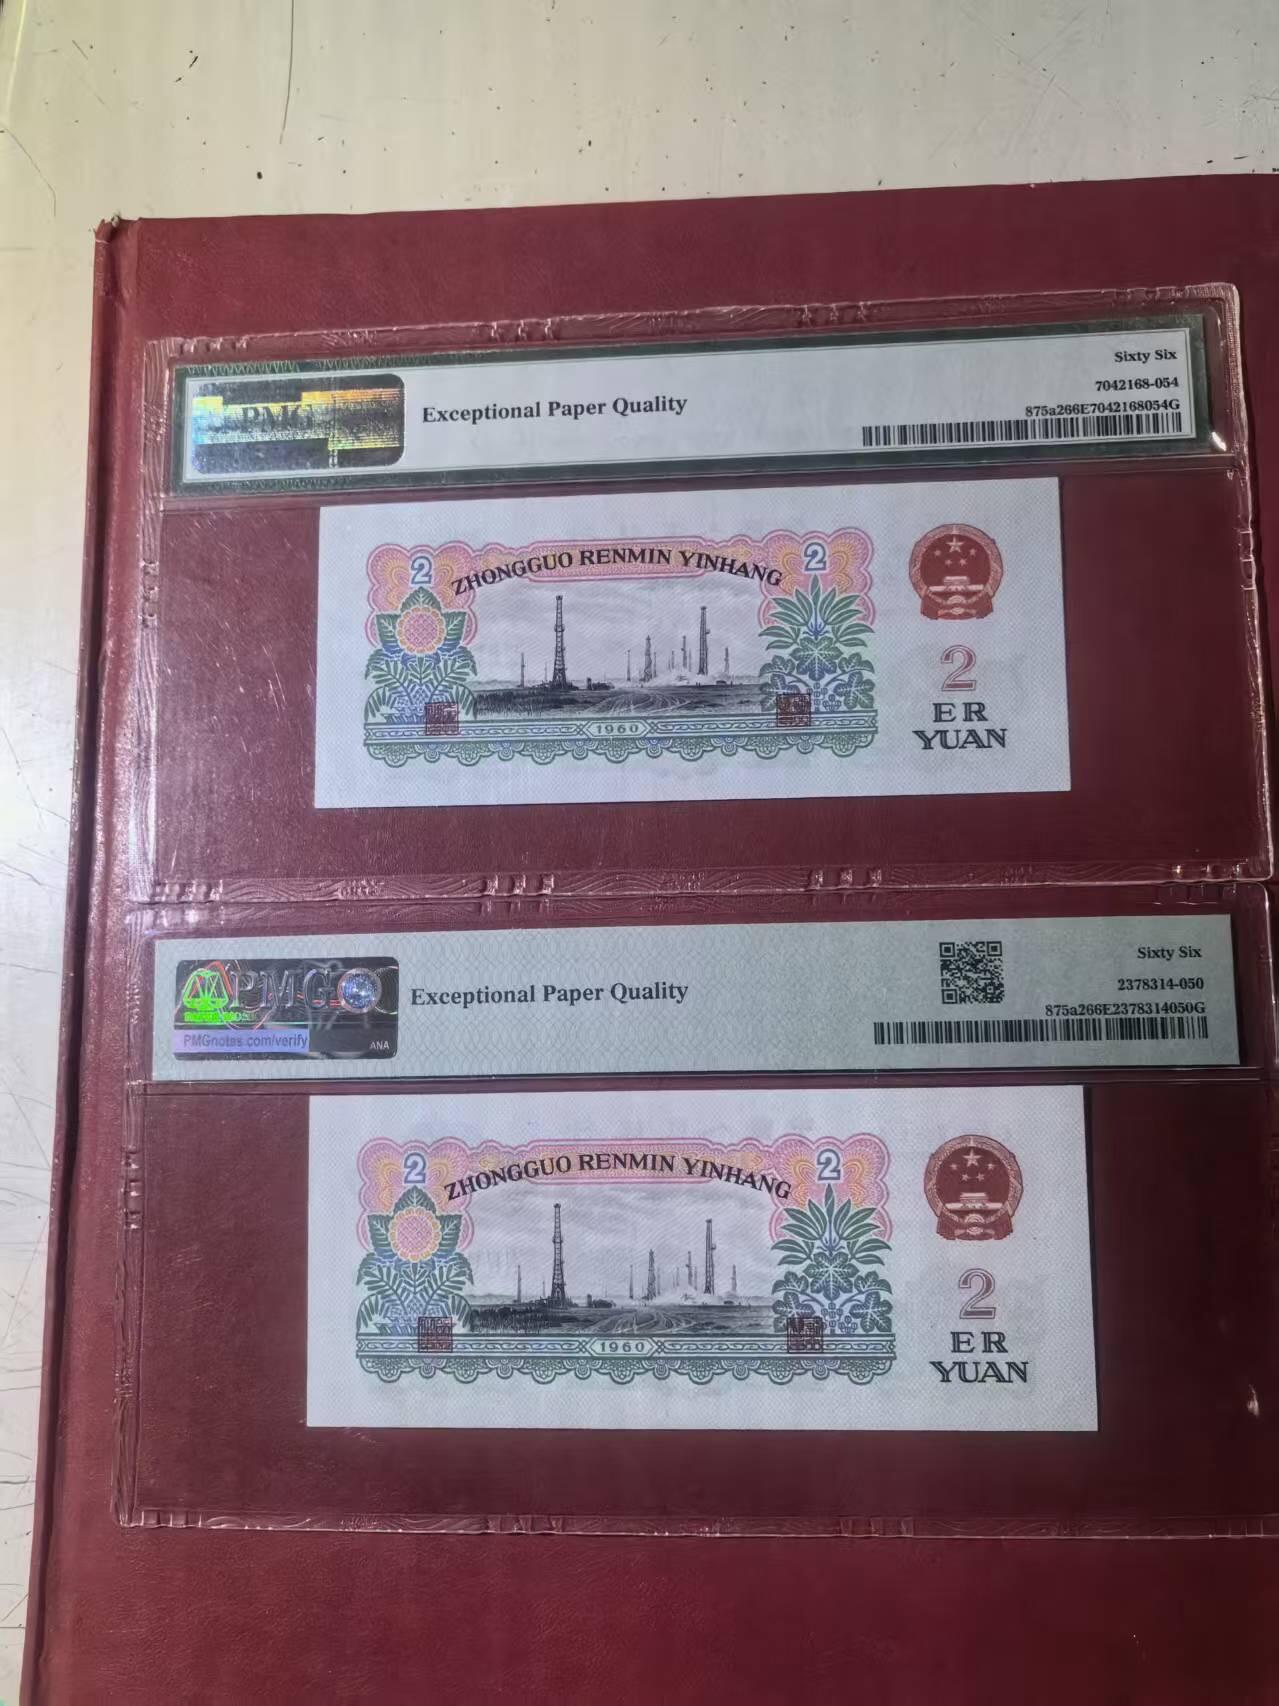 PMG
Exceptional Paper Quality
Sixty Six
7042168-054
875a266E7042168054G
2 ZHONGGUO RENMIN YINHANG 2
2
ER
YUAN
1960
PMG
PMGnotes.com/verify
ANA
Exceptional Paper Quality
Sixty Six
2378314-050
875a266E2378314050G
2 ZHONGGUO RENMIN YINHANG 2
2
ER
YUAN
1960